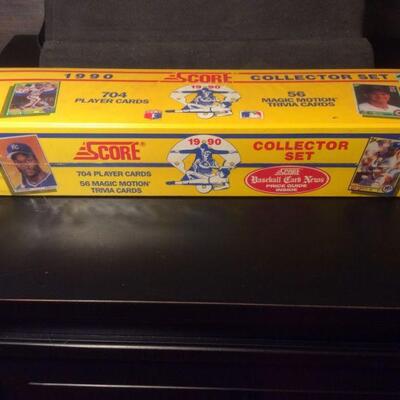 1990 SCORE COLLECTOR SET
704
PLAYER CARDS
1990
56
MAGIC MOTION
TRIVIA CARDS
SCORE
704 PLAYER CARDS
56 MAGIC MOTION TRIVIA CARDS
1990
COLLECTOR
SET
SCORE
Baseball Card News
PRICE GUIDE
INSIDE